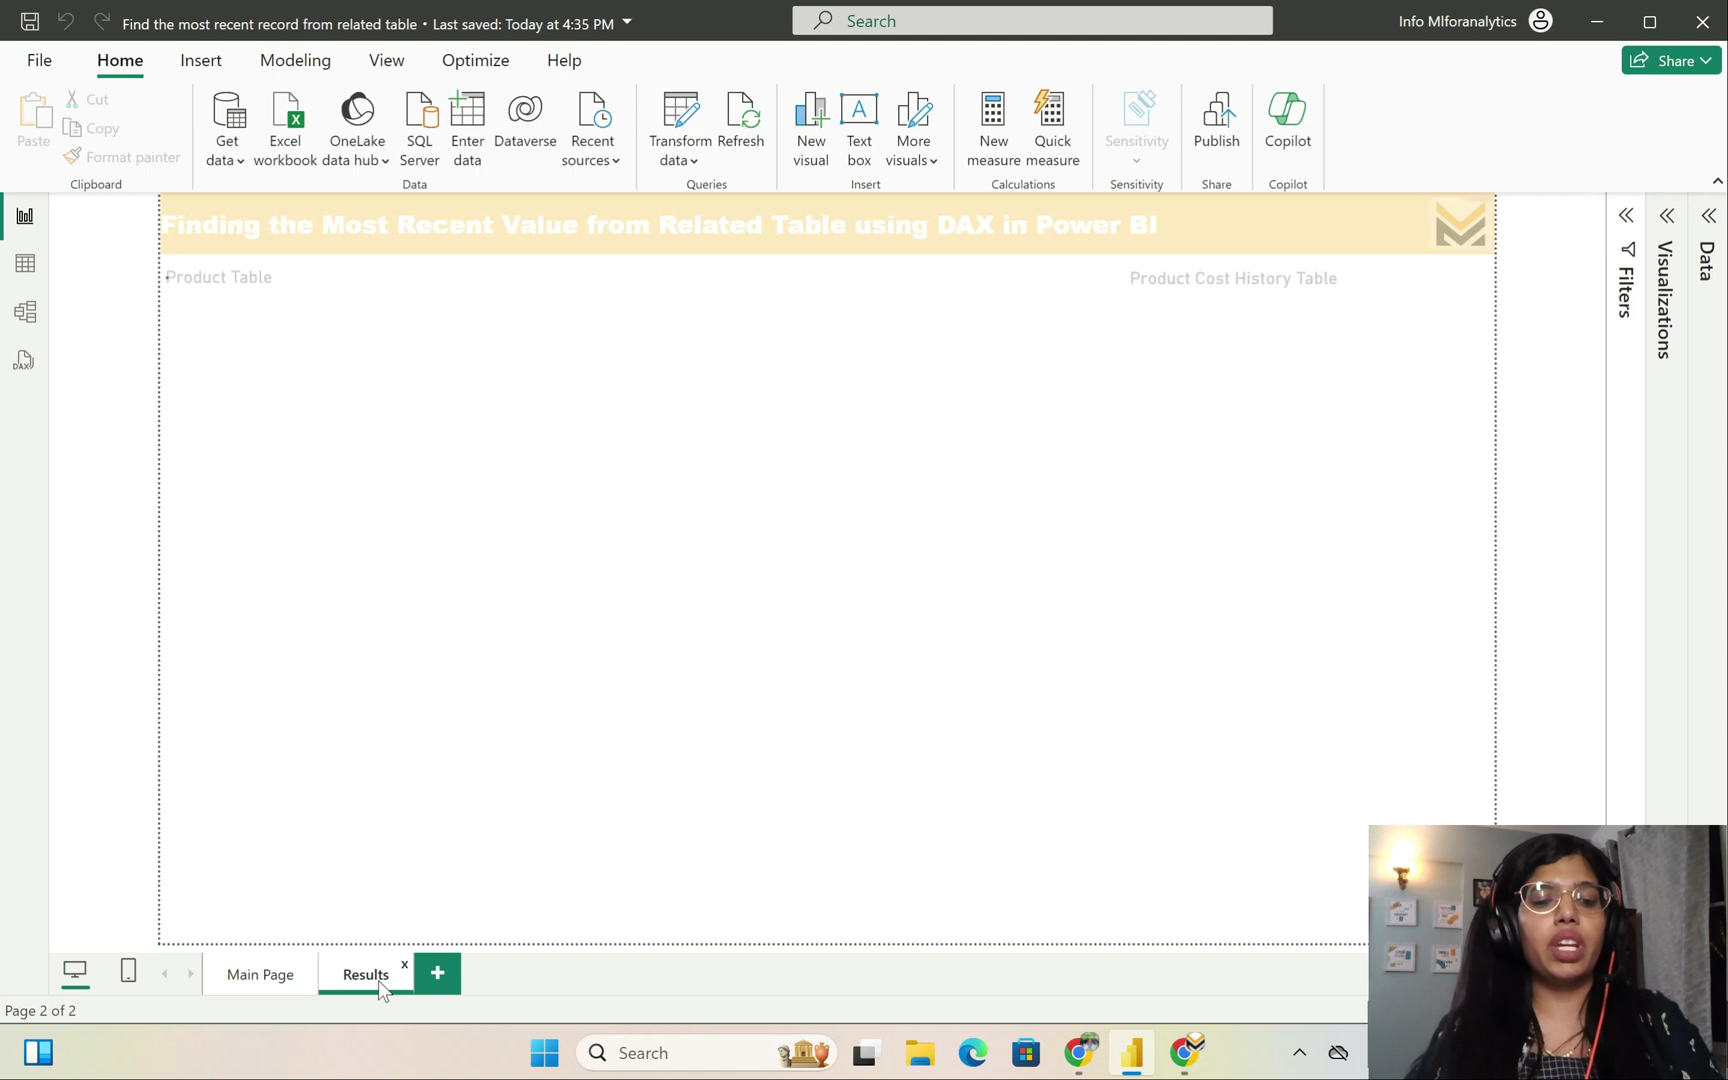 Find the most recent record from related table • Last saved: Today at 4:35 PM
Search
Info Mlforanalytics
File
Home
Insert
Modeling
View
Optimize
Help
Share
Paste
Cut
Copy
Format painter
Clipboard
Get data
Excel workbook
OneLake data hub
SQL Server
Enter data
Dataverse
Recent sources
Data
Transform data
Refresh
Queries
New visual
Text box
More visuals
Insert
New measure
Quick measure
Calculations
Sensitivity
Sensitivity
Publish
Share
Copilot
Copilot
Finding the Most Recent Value from Related Table using DAX in Power BI
Product Table
Product Cost History Table
Filters
Visualizations
Data
DAX
Main Page
Results
x
Page 2 of 2
Search